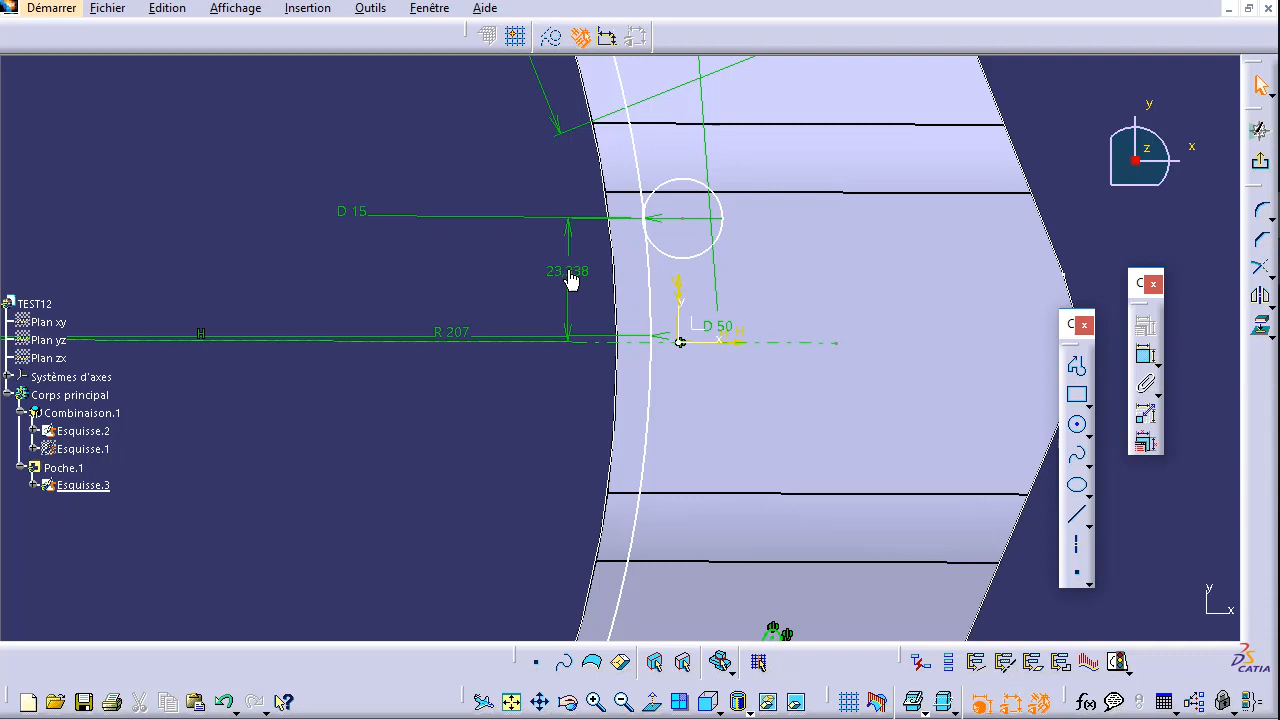 Démarrer Fichier Edition Affichage Insertion Outils Fenêtre Aide
y
z
x
D 15
H
R 207
D 50
H
y
x
C x
C x
TEST12
Plan xy
Plan yz
Plan zx
Systèmes d'axes
Corps principal
Combinaison.1
Esquisse.2
Esquisse.1
Poche.1
Esquisse.3
y
x
f(x)
CATIA